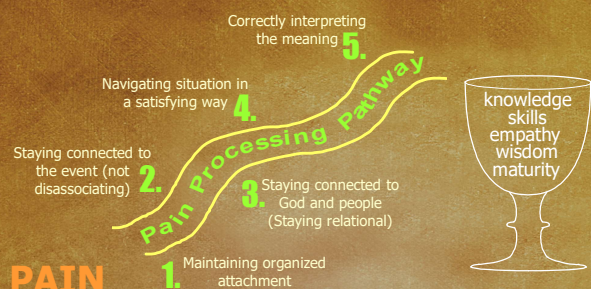 Correctly interpreting
the meaning 5.
Navigating situation in
a satisfying way 4.
Pain Processing Pathway
Staying connected to
the event (not
disassociating) 2.
3. Staying connected to
God and people
(Staying relational)
1. Maintaining organized
attachment
PAIN
knowledge
skills
empathy
wisdom
maturity